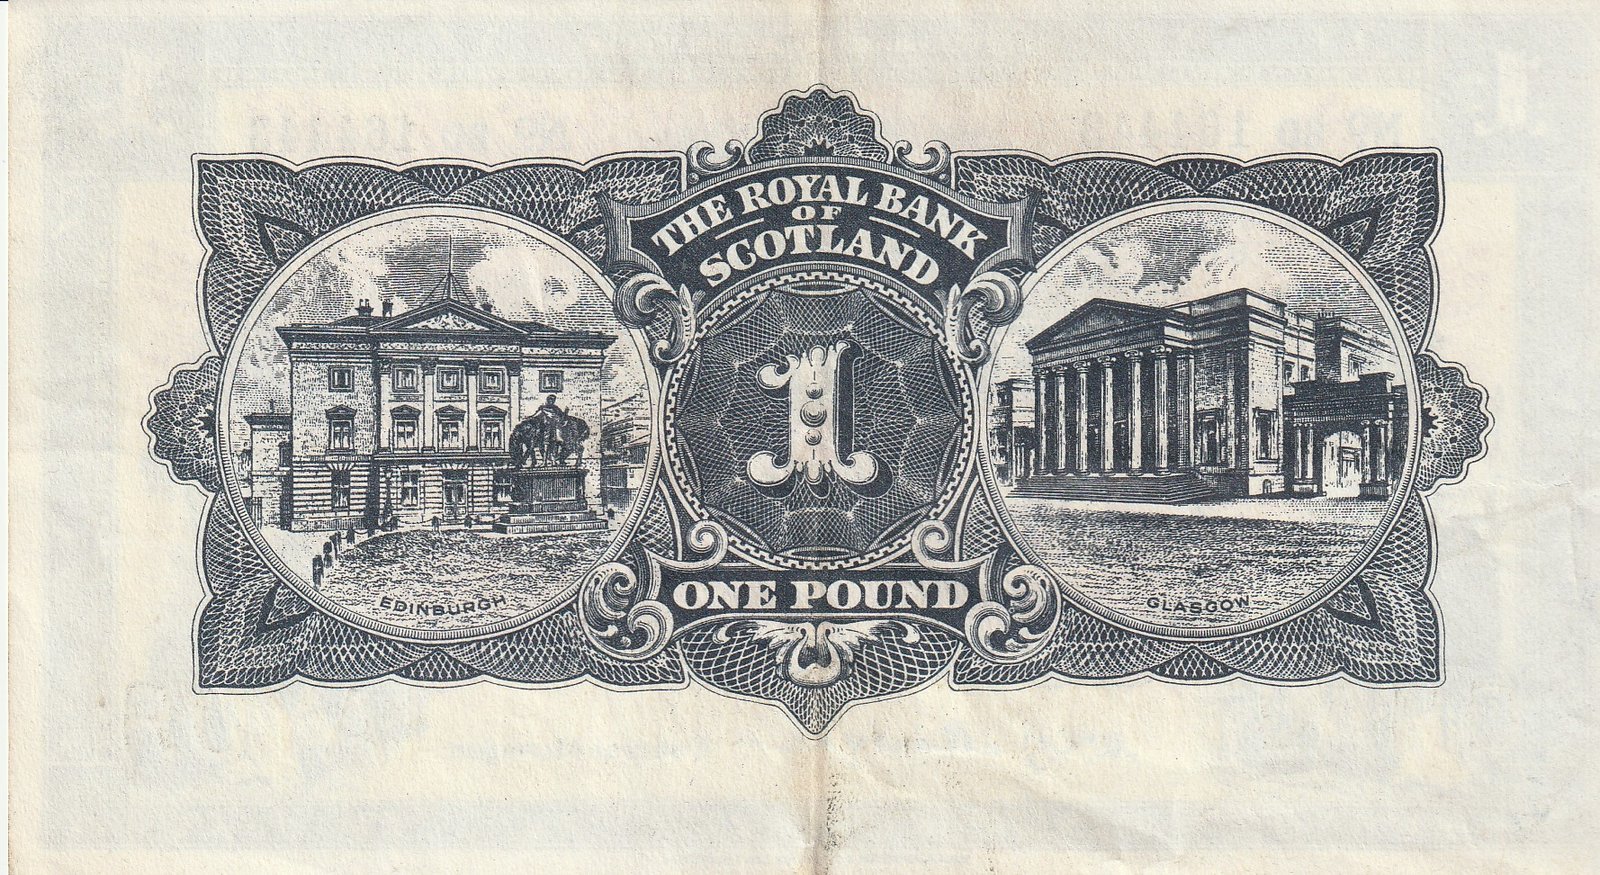 THE ROYAL BANK
OF
SCOTLAND
1
ONE POUND
EDINBURGH
GLASGOW